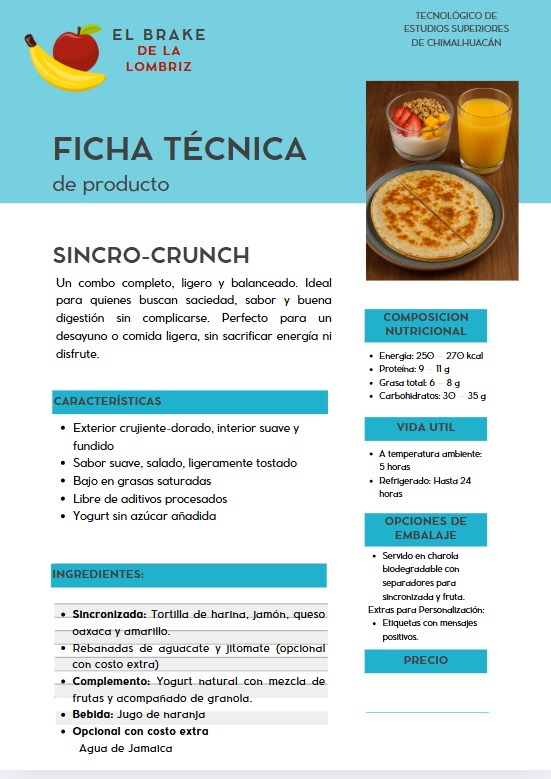 EL BRAKE
DE LA
LOMBRIZ
TECNOLÓGICO DE
ESTUDIOS SUPERIORES
DE CHIMALHUACÁN
FICHA TÉCNICA
de producto
SINCRO-CRUNCH
Un combo completo, ligero y balanceado. Ideal
para quienes buscan saciedad, sabor y buena
digestión sin complicarse. Perfecto para un
desayuno o comida ligera, sin sacrificar energía ni
disfrute.
CARACTERÍSTICAS
• Exterior crujiente-dorado, interior suave y
fundido
• Sabor suave, salado, ligeramente tostado
• Bajo en grasas saturadas
• Libre de aditivos procesados
• Yogurt sin azúcar añadida
INGREDIENTES:
• Sincronizada: Tortilla de harina, jamón, queso
oaxaca y amarillo.
• Rebanadas de aguacate y jitomate (opcional
con costo extra)
• Complemento: Yogurt natural con mezcla de
frutas y acompañado de granola.
• Bebida: Jugo de naranja
• Opcional con costo extra
Agua de Jamaica
COMPOSICION
NUTRICIONAL
• Energía: 250 – 270 kcal
• Proteína: 9 – 11 g
• Grasa total: 6 – 8 g
• Carbohidratos: 30 – 35 g
VIDA UTIL
• A temperatura ambiente:
5 horas
• Refrigerado: Hasta 24
horas
OPCIONES DE
EMBALAJE
• Servido en charola
biodegradable con
separadores para
sincronizada y fruta.
Extras para Personalización:
• Etiquetas con mensajes
positivos.
PRECIO